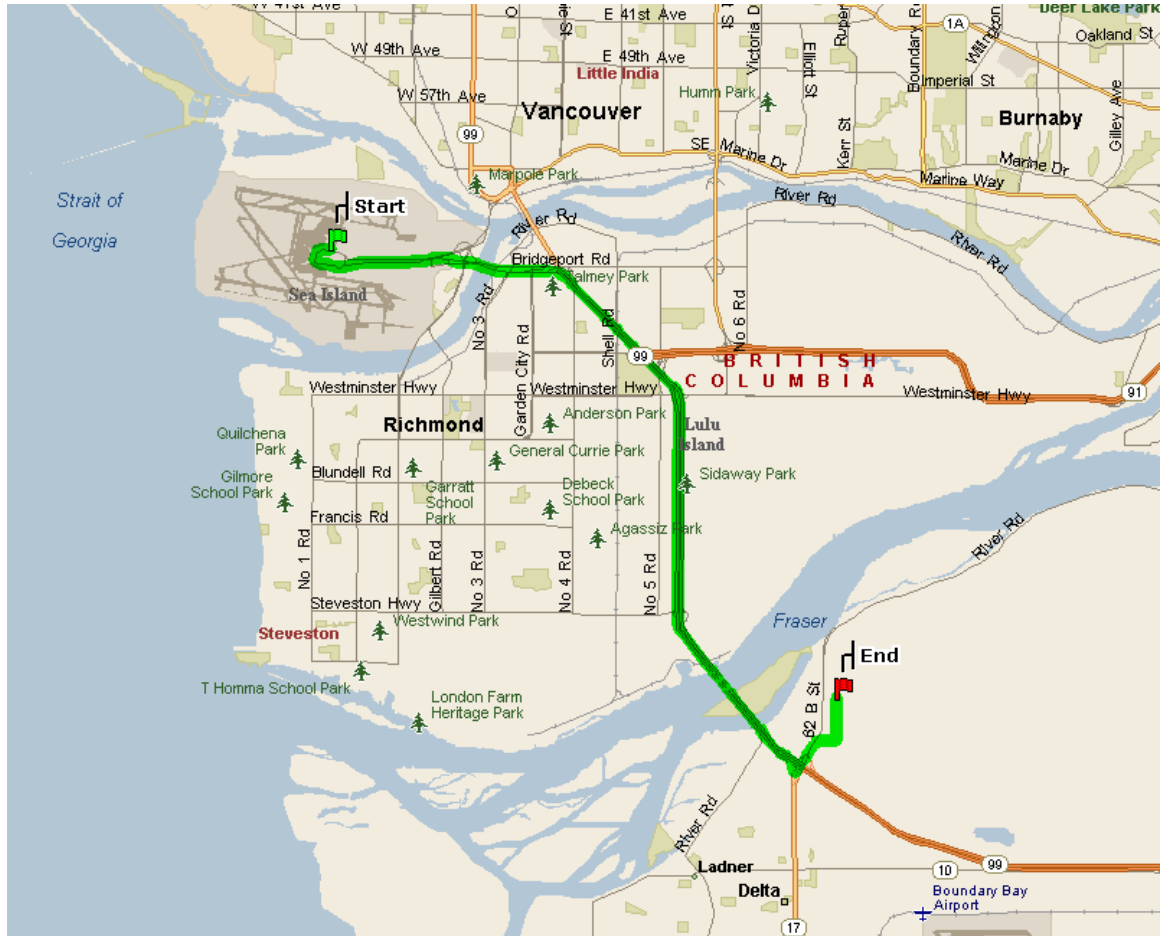 W 41st Ave
E 41st Ave
1A
Deer Lake Park
Oakland St
W 49th Ave
E 49th Ave
Little India
Victoria D
Elliott St
Rupert
Boundary Rd
Willingdon
Imperial St
W 57th Ave
Humm Park
Vancouver
Burnaby
Gilley Ave
99
Kerr St
SE Marine Dr
Marine Dr
Marine Way
Marpole Park
Strait of
Georgia
Start
River Rd
River Rd
River Rd
Bridgeport Rd
Talmey Park
Sea Island
No 3 Rd
Garden City Rd
Shell Rd
No 6 Rd
99
BRITISH
COLUMBIA
Westminster Hwy
Westminster Hwy
Westminster Hwy
91
Richmond
Anderson Park
Lulu
Island
Quilchena
Park
General Currie Park
Gilmore
School Park
Blundell Rd
Garratt
School
Park
Debeck
School Park
Sidaway Park
Francis Rd
Agassiz Park
River Rd
No 1 Rd
Gilbert Rd
No 3 Rd
No 4 Rd
No 5 Rd
Steveston Hwy
Westwind Park
Steveston
Fraser
End
T Homma School Park
London Farm
Heritage Park
62 B St
River Rd
Ladner
10
99
Delta
Boundary Bay
Airport
17